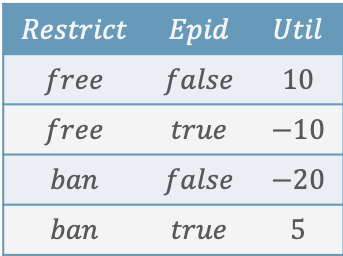 Restrict Epid Util
free false 10
free true −10
ban false −20
ban true 5